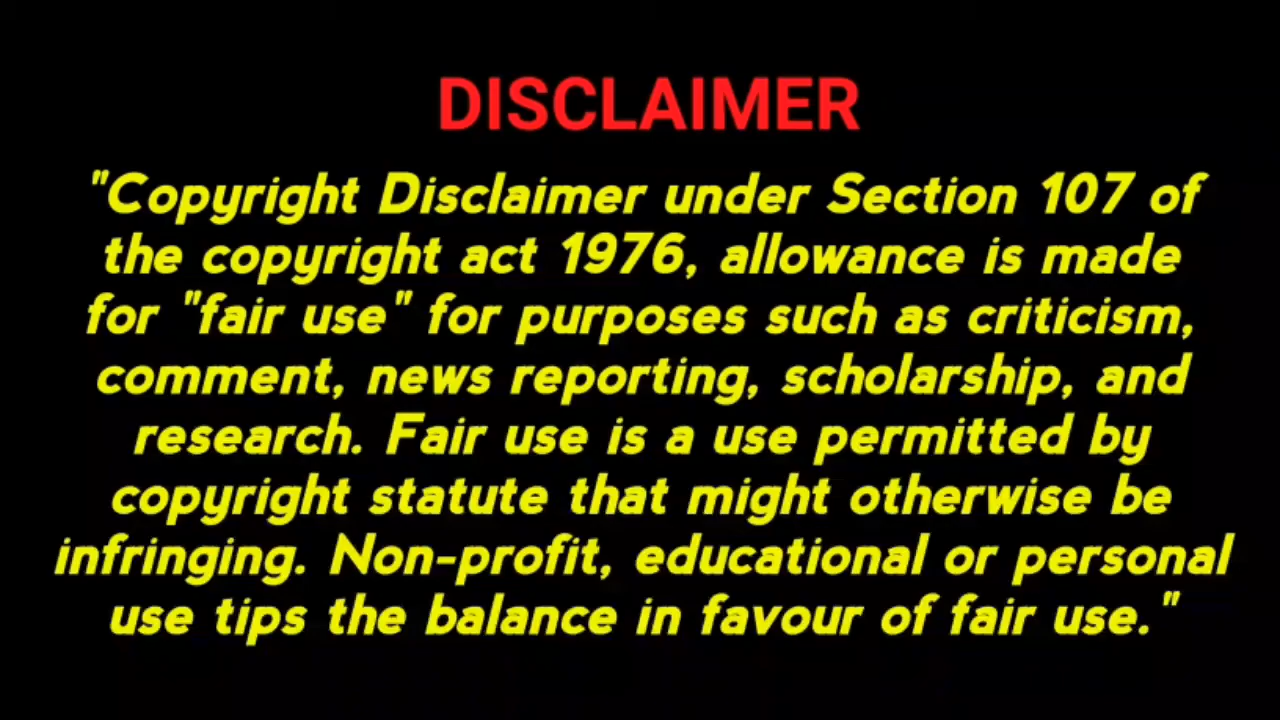 DISCLAIMER
"Copyright Disclaimer under Section 107 of
the copyright act 1976, allowance is made
for "fair use" for purposes such as criticism,
comment, news reporting, scholarship, and
research. Fair use is a use permitted by
copyright statute that might otherwise be
infringing. Non-profit, educational or personal
use tips the balance in favour of fair use."